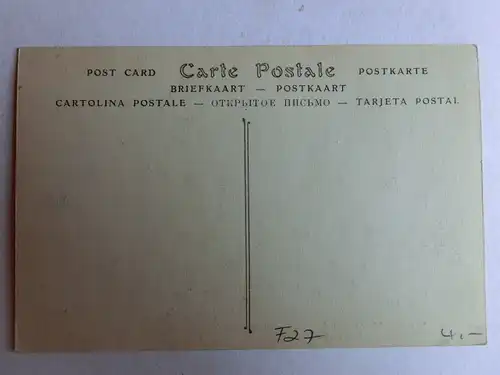 POST CARD Carte Postale POSTKARTE
BRIEFKAART — POSTKAART
CARTOLINA POSTALE — ОТКРЫТОЕ ПИСЬМО — TARJETA POSTAL
F27 4.-